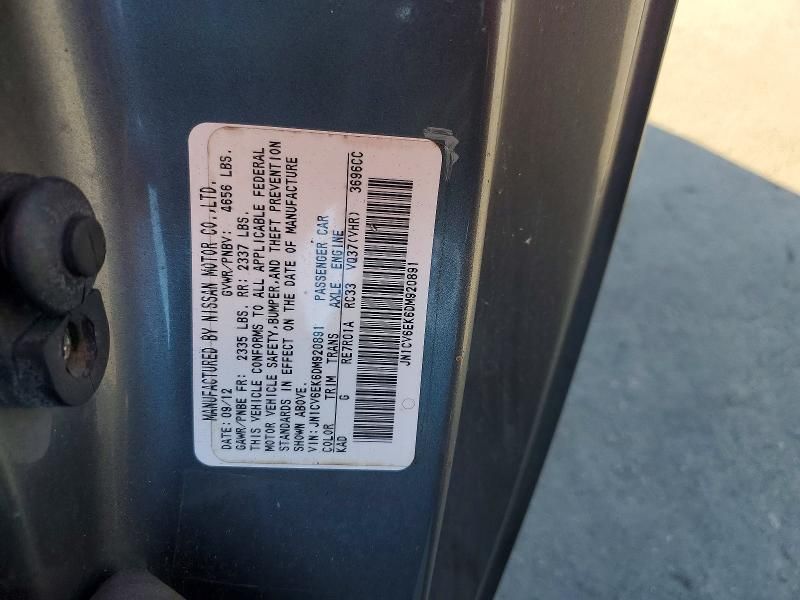 MANUFACTURED BY NISSAN MOTOR CO.,LTD.
DATE: 09/12 GVWR/PNBV: 4656 LBS.
GAWR/PNBE FR: 2335 LBS. RR: 2337 LBS.
THIS VEHICLE CONFORMS TO ALL APPLICABLE FEDERAL
MOTOR VEHICLE SAFETY,BUMPER,AND THEFT PREVENTION
STANDARDS IN EFFECT ON THE DATE OF MANUFACTURE
SHOWN ABOVE.
VIN: JN1CV6EK6DM920891 PASSENGER CAR
COLOR TRIM TRANS AXLE ENGINE
KAD G RE7R01A RC33 VQ37(VHR) 3696CC
JN1CV6EK6DM920891